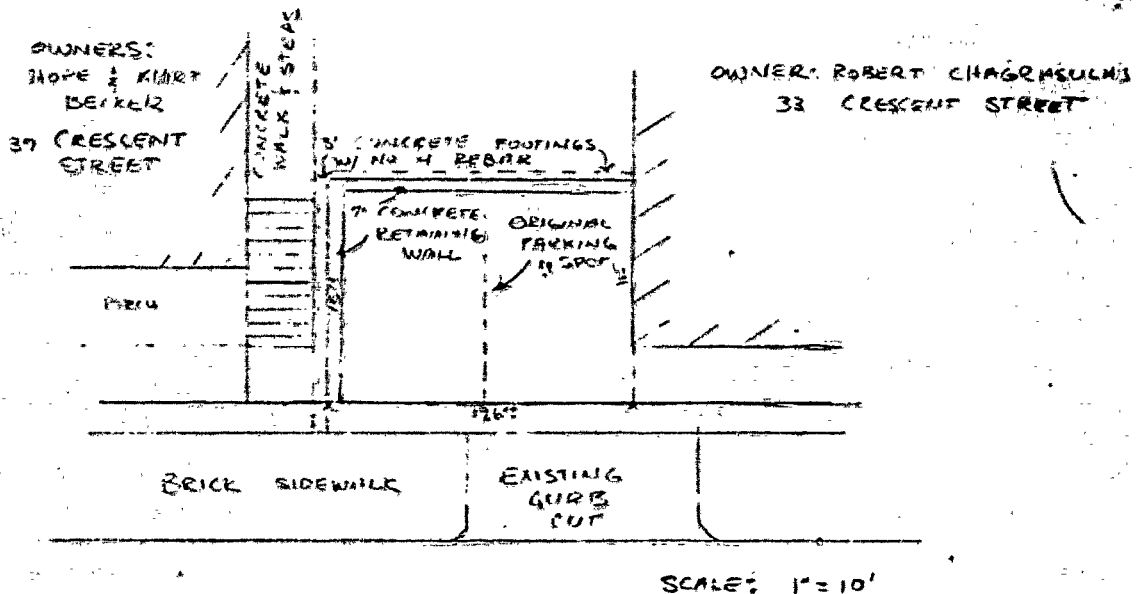 OWNERS:
HOPE & KURT
BECKER
37 CRESCENT
STREET
CONCRETE
WALK & STEPS
OWNER: ROBERT
33 CRESCENT STREET
3' CONCRETE FOOTINGS
W/ NO 4 REBAR
CONCRETE
RETAINING
WALL
ORIGINAL
PARKING
SPOT
PORCH
BRICK SIDEWALK
EXISTING
CURB
CUT
SCALE: 1" = 10'